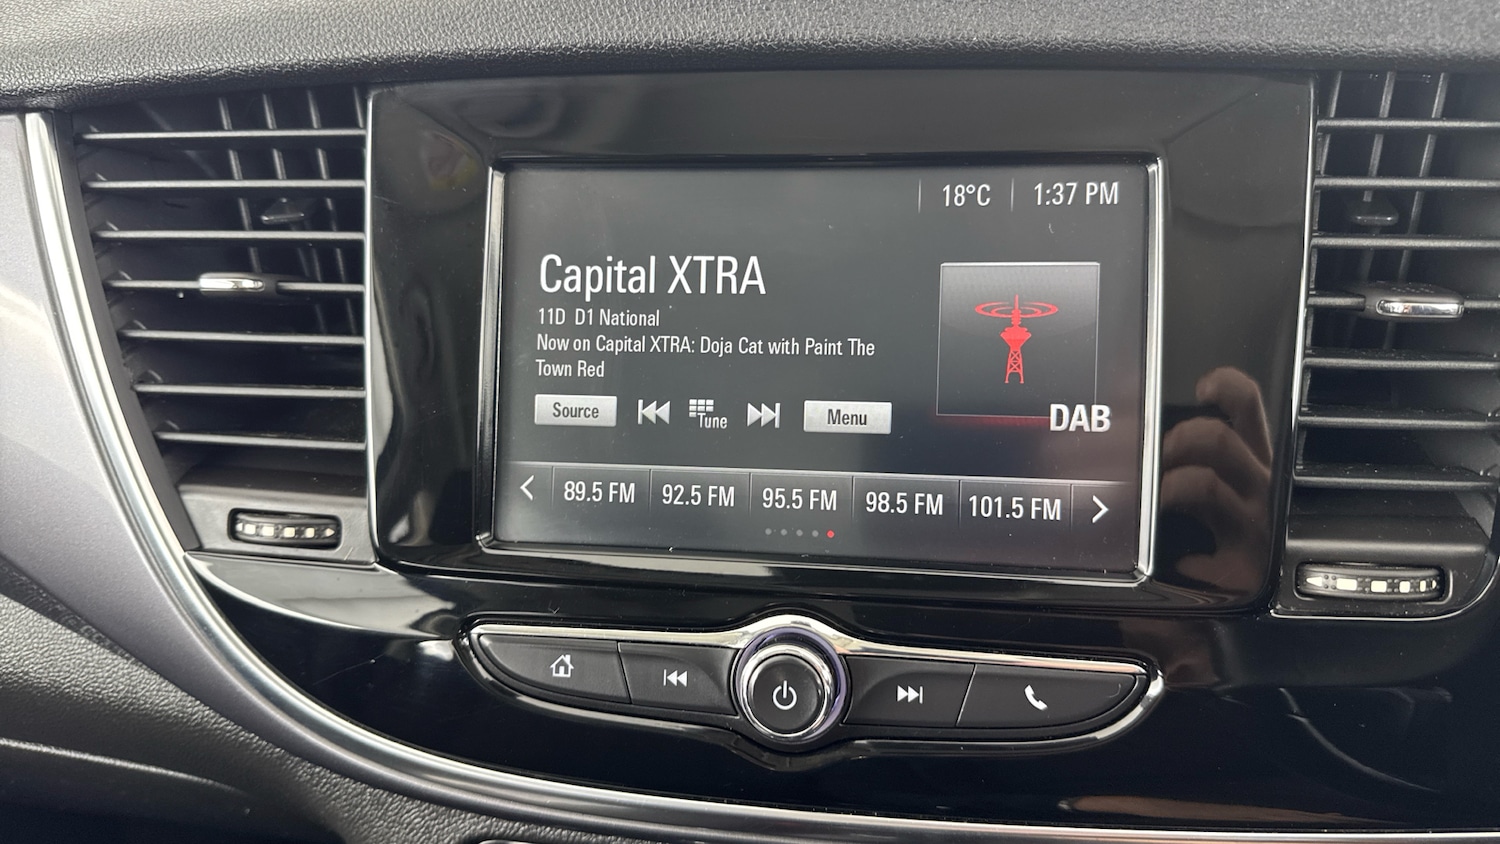 18°C 1:37 PM
Capital XTRA
11D D1 National
Now on Capital XTRA: Doja Cat with Paint The
Town Red
DAB
Source Tune Menu
89.5 FM 92.5 FM 95.5 FM 98.5 FM 101.5 FM